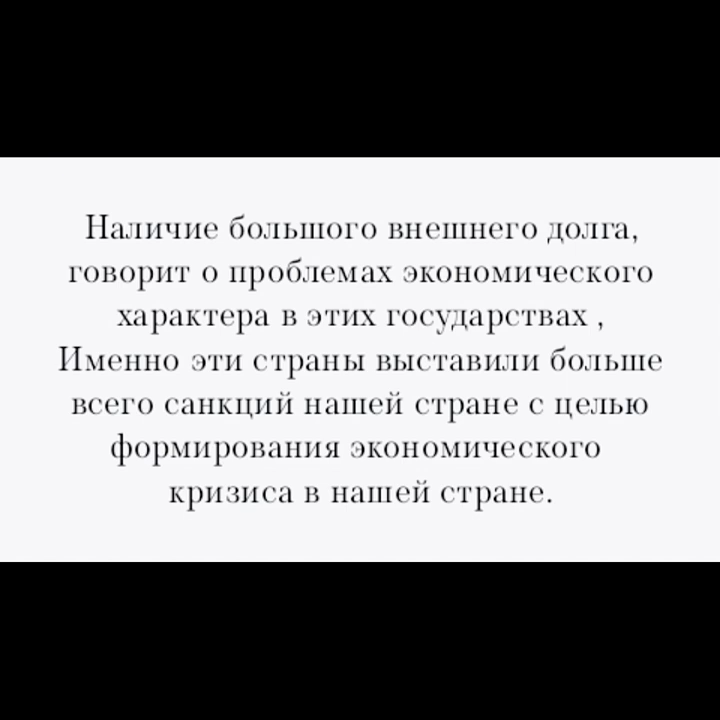 Наличие большого внешнего долга,
говорит о проблемах экономического
характера в этих государствах ,
Именно эти страны выставили больше
всего санкций нашей стране с целью
формирования экономического
кризиса в нашей стране.